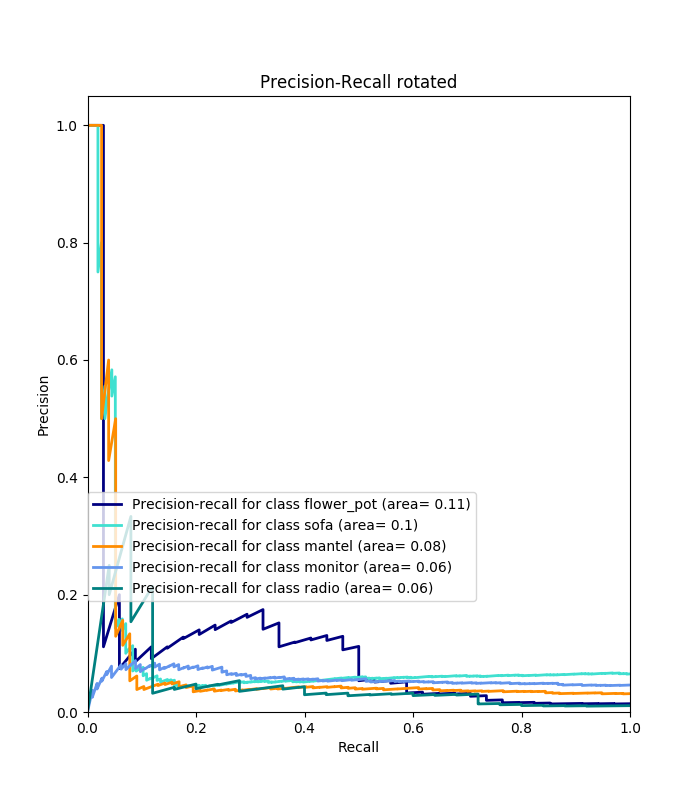 Precision-Recall rotated
1.0
0.8
0.6
0.4
0.2
0.0
Precision
Precision-recall for class flower_pot (area= 0.11)
Precision-recall for class sofa (area= 0.1)
Precision-recall for class mantel (area= 0.08)
Precision-recall for class monitor (area= 0.06)
Precision-recall for class radio (area= 0.06)
0.0 0.2 0.4 0.6 0.8 1.0
Recall